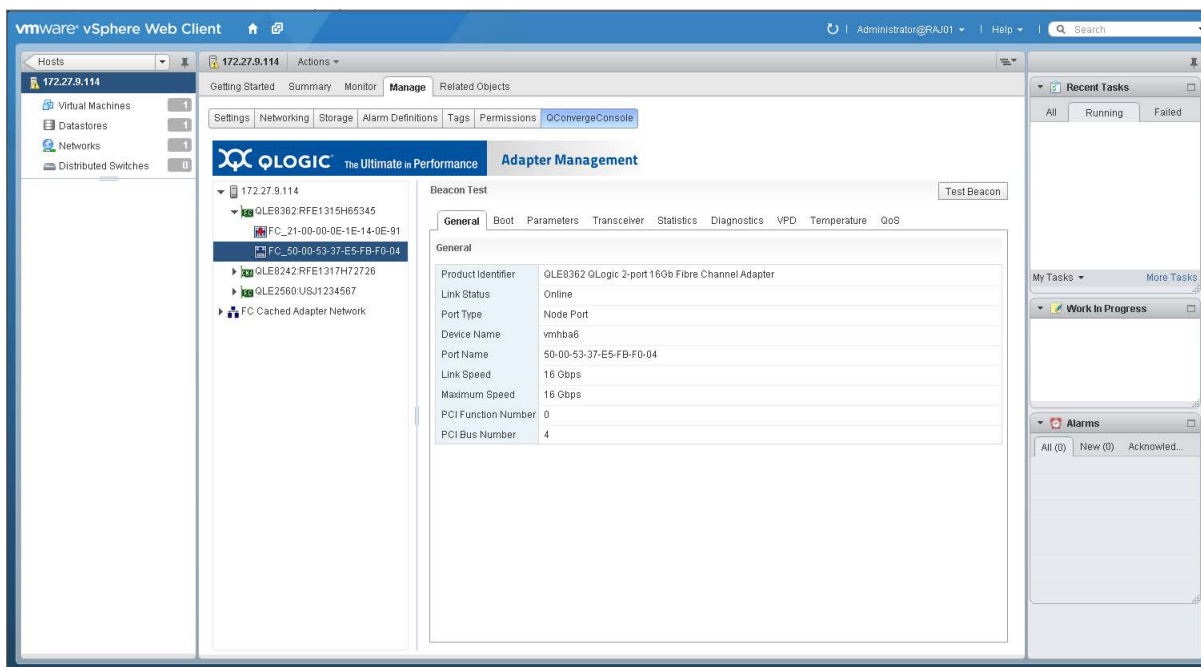 vmware® vSphere Web Client
Administrator@RAJ01
Help
Search
Hosts
172.27.9.114
Virtual Machines 1
Datastores 1
Networks 1
Distributed Switches 0
172.27.9.114 Actions
Getting Started Summary Monitor Manage Related Objects
Settings Networking Storage Alarm Definitions Tags Permissions QConvergeConsole
QLOGIC The Ultimate in Performance Adapter Management
172.27.9.114
QLE8362:RFE1315H65345
FC_21-00-00-0E-1E-14-0E-91
FC_50-00-53-37-E5-FB-F0-04
QLE8242:RFE1317H72726
QLE2560:USJ1234567
FC Cached Adapter Network
Beacon Test Test Beacon
General Boot Parameters Transceiver Statistics Diagnostics VPD Temperature QoS
General
Product Identifier QLE8362 QLogic 2-port 16Gb Fibre Channel Adapter
Link Status Online
Port Type Node Port
Device Name vmhba6
Port Name 50-00-53-37-E5-FB-F0-04
Link Speed 16 Gbps
Maximum Speed 16 Gbps
PCI Function Number 0
PCI Bus Number 4
Recent Tasks
All Running Failed
My Tasks More Tasks
Work In Progress
Alarms
All (0) New (0) Acknowled...